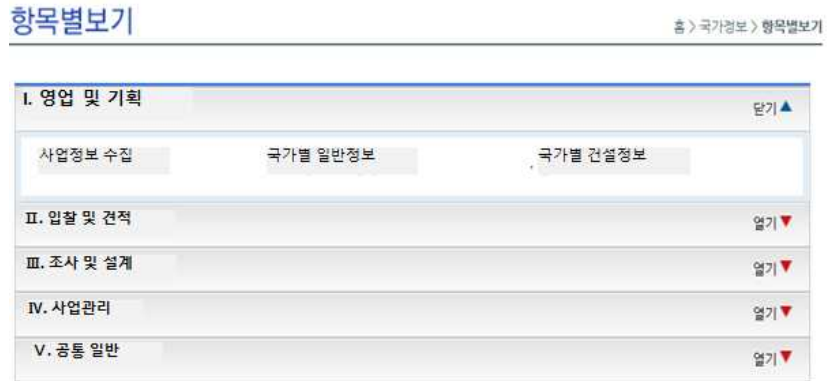 항목별보기
홈 > 국가정보 > 항목별보기
I. 영업 및 기획
닫기▲
사업정보 수집 국가별 일반정보 국가별 건설정보
II. 입찰 및 견적
열기▼
III. 조사 및 설계
열기▼
IV. 사업관리
열기▼
V. 공통 일반
열기▼